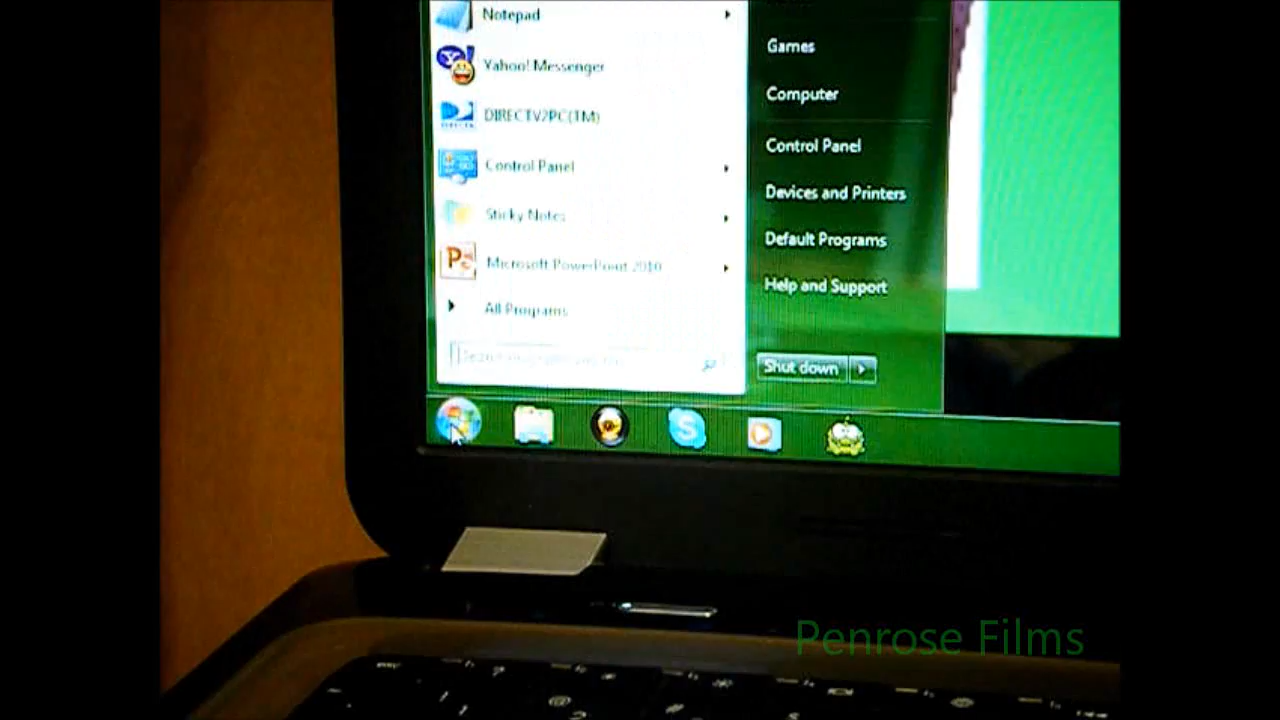 Notepad
Yahoo! Messenger
DIRECTV2PC(TM)
Control Panel
Sticky Notes
Microsoft PowerPoint 2010
All Programs
Games
Computer
Control Panel
Devices and Printers
Default Programs
Help and Support
Shut down
Penrose Films